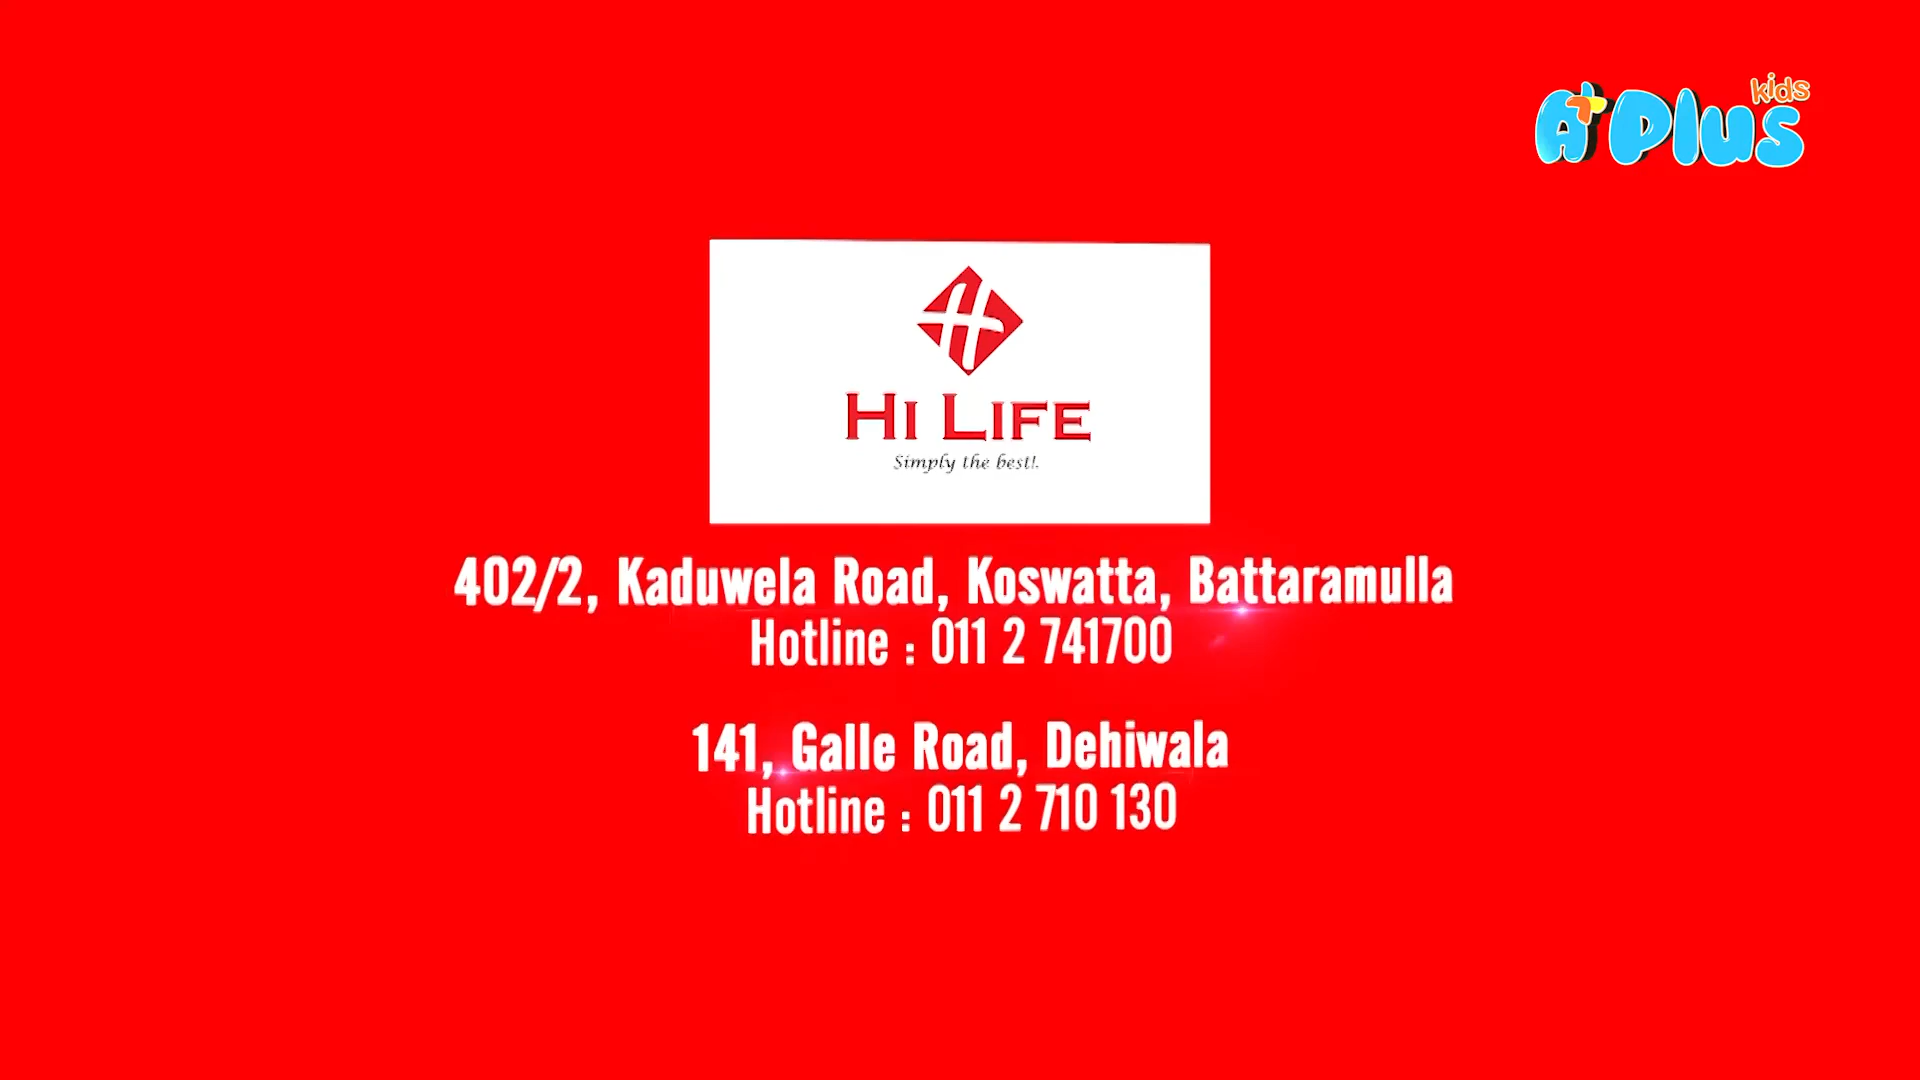 A+ Plus kids
HI LIFE
Simply the best!.
402/2, Kaduwela Road, Koswatta, Battaramulla
Hotline : 011 2 741700
141, Galle Road, Dehiwala
Hotline : 011 2 710 130